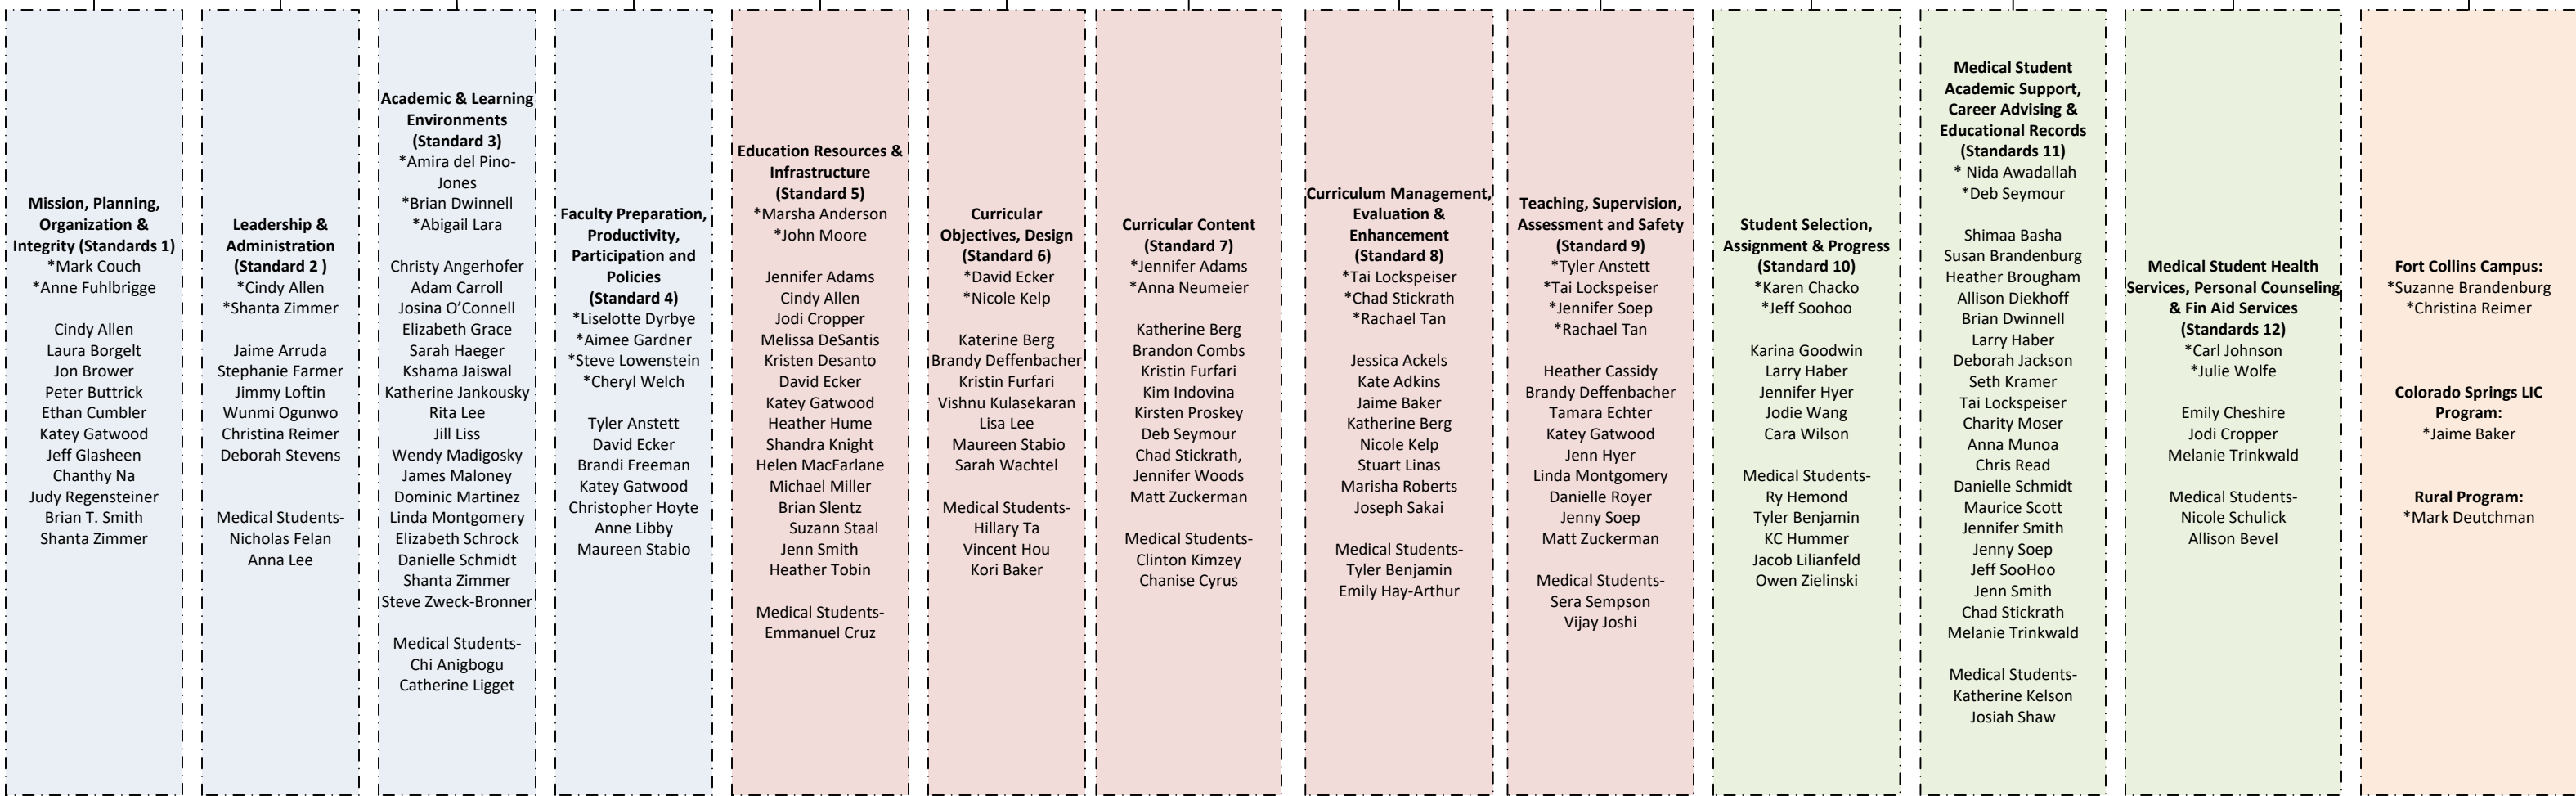 Mission, Planning,
Organization &
Integrity (Standards 1)
*Mark Couch
*Anne Fuhlbrigge
Cindy Allen
Laura Borgelt
Jon Brower
Peter Buttrick
Ethan Cumbler
Katey Gatwood
Jeff Glasheen
Chanthy Na
Judy Regensteiner
Brian T. Smith
Shanta Zimmer
Leadership &
Administration
(Standard 2 )
*Cindy Allen
*Shanta Zimmer
Jaime Arruda
Stephanie Farmer
Jimmy Loftin
Wunmi Ogunwo
Christina Reimer
Deborah Stevens
Medical Students-
Nicholas Felan
Anna Lee
Academic & Learning
Environments
(Standard 3)
*Amira del Pino-
Jones
*Brian Dwinnell
*Abigail Lara
Christy Angerhofer
Adam Carroll
Josina O’Connell
Elizabeth Grace
Sarah Haeger
Kshama Jaiswal
Katherine Jankousky
Rita Lee
Jill Liss
Wendy Madigosky
James Maloney
Dominic Martinez
Linda Montgomery
Elizabeth Schrock
Danielle Schmidt
Shanta Zimmer
Steve Zweck-Bronner
Medical Students-
Chi Anigbogu
Catherine Ligget
Faculty Preparation,
Productivity,
Participation and
Policies
(Standard 4)
*Liselotte Dyrbye
*Aimee Gardner
*Steve Lowenstein
*Cheryl Welch
Tyler Anstett
David Ecker
Brandi Freeman
Katey Gatwood
Christopher Hoyte
Anne Libby
Maureen Stabio
Education Resources &
Infrastructure
(Standard 5)
*Marsha Anderson
*John Moore
Jennifer Adams
Cindy Allen
Jodi Cropper
Melissa DeSantis
Kristen Desanto
David Ecker
Katey Gatwood
Heather Hume
Shandra Knight
Helen MacFarlane
Michael Miller
Brian Slentz
Suzann Staal
Jenn Smith
Heather Tobin
Medical Students-
Emmanuel Cruz
Curricular
Objectives, Design
(Standard 6)
*David Ecker
*Nicole Kelp
Katerine Berg
Brandy Deffenbacher
Kristin Furfari
Vishnu Kulasekaran
Lisa Lee
Maureen Stabio
Sarah Wachtel
Medical Students-
Hillary Ta
Vincent Hou
Kori Baker
Curricular Content
(Standard 7)
*Jennifer Adams
*Anna Neumeier
Katherine Berg
Brandon Combs
Kristin Furfari
Kim Indovina
Kirsten Proskey
Deb Seymour
Chad Stickrath,
Jennifer Woods
Matt Zuckerman
Medical Students-
Clinton Kimzey
Chanise Cyrus
Curriculum Management,
Evaluation &
Enhancement
(Standard 8)
*Tai Lockspeiser
*Chad Stickrath
*Rachael Tan
Jessica Ackels
Kate Adkins
Jaime Baker
Katherine Berg
Nicole Kelp
Stuart Linas
Marisha Roberts
Joseph Sakai
Medical Students-
Tyler Benjamin
Emily Hay-Arthur
Teaching, Supervision,
Assessment and Safety
(Standard 9)
*Tyler Anstett
*Tai Lockspeiser
*Jennifer Soep
*Rachael Tan
Heather Cassidy
Brandy Deffenbacher
Tamara Echter
Katey Gatwood
Jenn Hyer
Linda Montgomery
Danielle Royer
Jenny Soep
Matt Zuckerman
Medical Students-
Sera Sempson
Vijay Joshi
Student Selection,
Assignment & Progress
(Standard 10)
*Karen Chacko
*Jeff Soohoo
Karina Goodwin
Larry Haber
Jennifer Hyer
Jodie Wang
Cara Wilson
Medical Students-
Ry Hemond
Tyler Benjamin
KC Hummer
Jacob Lilianfeld
Owen Zielinski
Medical Student
Academic Support,
Career Advising &
Educational Records
(Standards 11)
* Nida Awadallah
*Deb Seymour
Shimaa Basha
Susan Brandenburg
Heather Brougham
Allison Diekhoff
Brian Dwinnell
Larry Haber
Deborah Jackson
Seth Kramer
Tai Lockspeiser
Charity Moser
Anna Munoa
Chris Read
Danielle Schmidt
Maurice Scott
Jennifer Smith
Jenny Soep
Jeff SooHoo
Jenn Smith
Chad Stickrath
Melanie Trinkwald
Medical Students-
Katherine Kelson
Josiah Shaw
Medical Student Health
Services, Personal Counseling
& Fin Aid Services
(Standards 12)
*Carl Johnson
*Julie Wolfe
Emily Cheshire
Jodi Cropper
Melanie Trinkwald
Medical Students-
Nicole Schulick
Allison Bevel
Fort Collins Campus:
*Suzanne Brandenburg
*Christina Reimer
Colorado Springs LIC
Program:
*Jaime Baker
Rural Program:
*Mark Deutchman